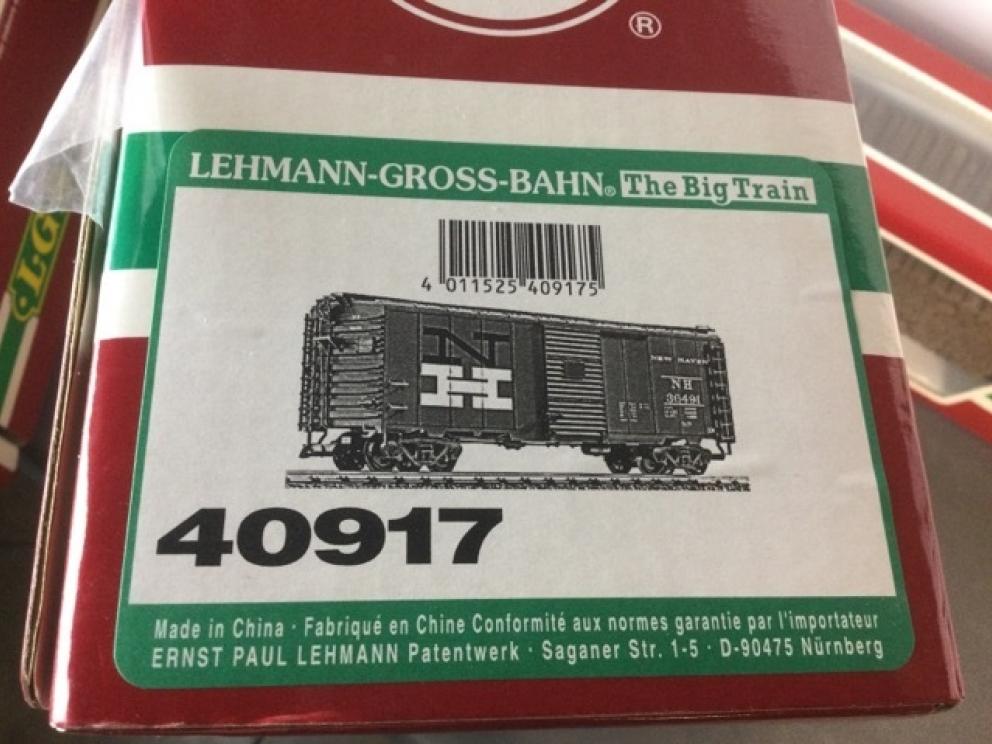 ®
LEHMANN-GROSS-BAHN® The Big Train
4 011525 409175
N
H
NEW HAVEN
NH
36491
40917
Made in China · Fabriqué en Chine Conformité aux normes garantie par l'importateur
ERNST PAUL LEHMANN Patentwerk · Saganer Str. 1-5 · D-90475 Nürnberg
LG